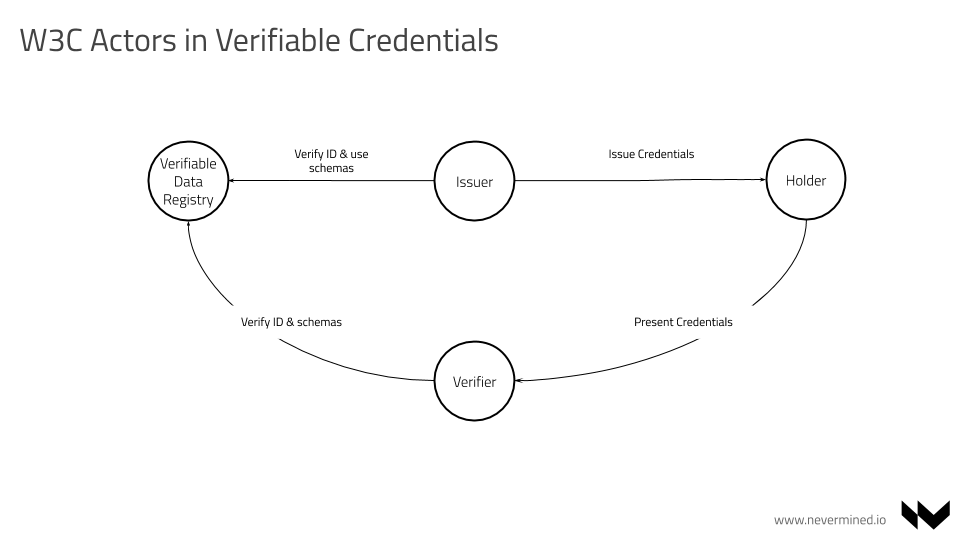 W3C Actors in Verifiable Credentials
Verifiable
Data
Registry
Verify ID & use
schemas
Issuer
Issue Credentials
Holder
Verify ID & schemas
Present Credentials
Verifier
www.nevermined.io